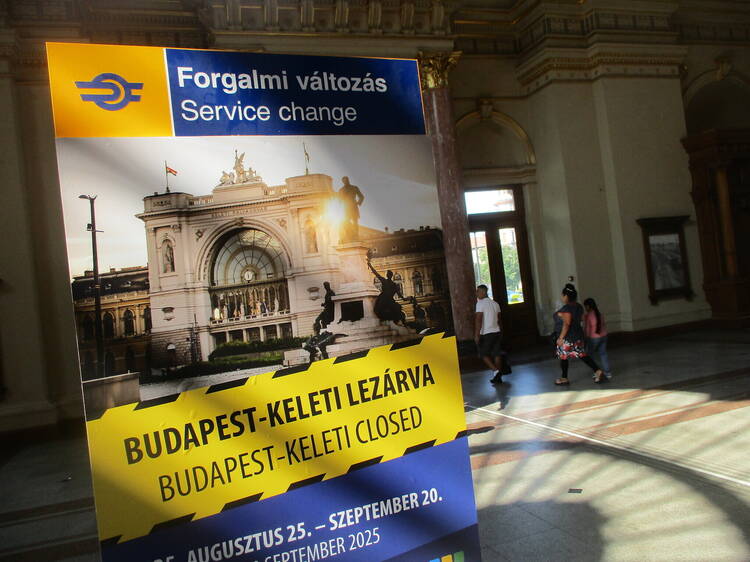 Forgalmi változás
Service change
BUDAPEST-KELETI LEZÁRVA
BUDAPEST-KELETI CLOSED
AUGUSZTUS 25. – SZEPTEMBER 20.
SEPTEMBER 2025